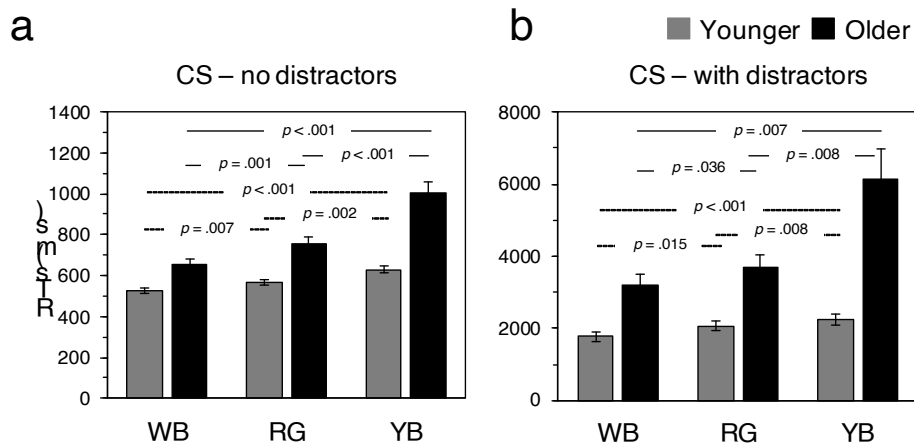 a
b
Younger
Older
CS – no distractors
CS – with distractors
RTs(ms)
1400
1200
1000
800
600
400
200
0
p < .001
p = .001
p < .001
p < .001
p = .002
p = .007
WB
RG
YB
8000
6000
4000
2000
0
p = .007
p = .008
p = .036
p < .001
p = .008
p = .015
WB
RG
YB